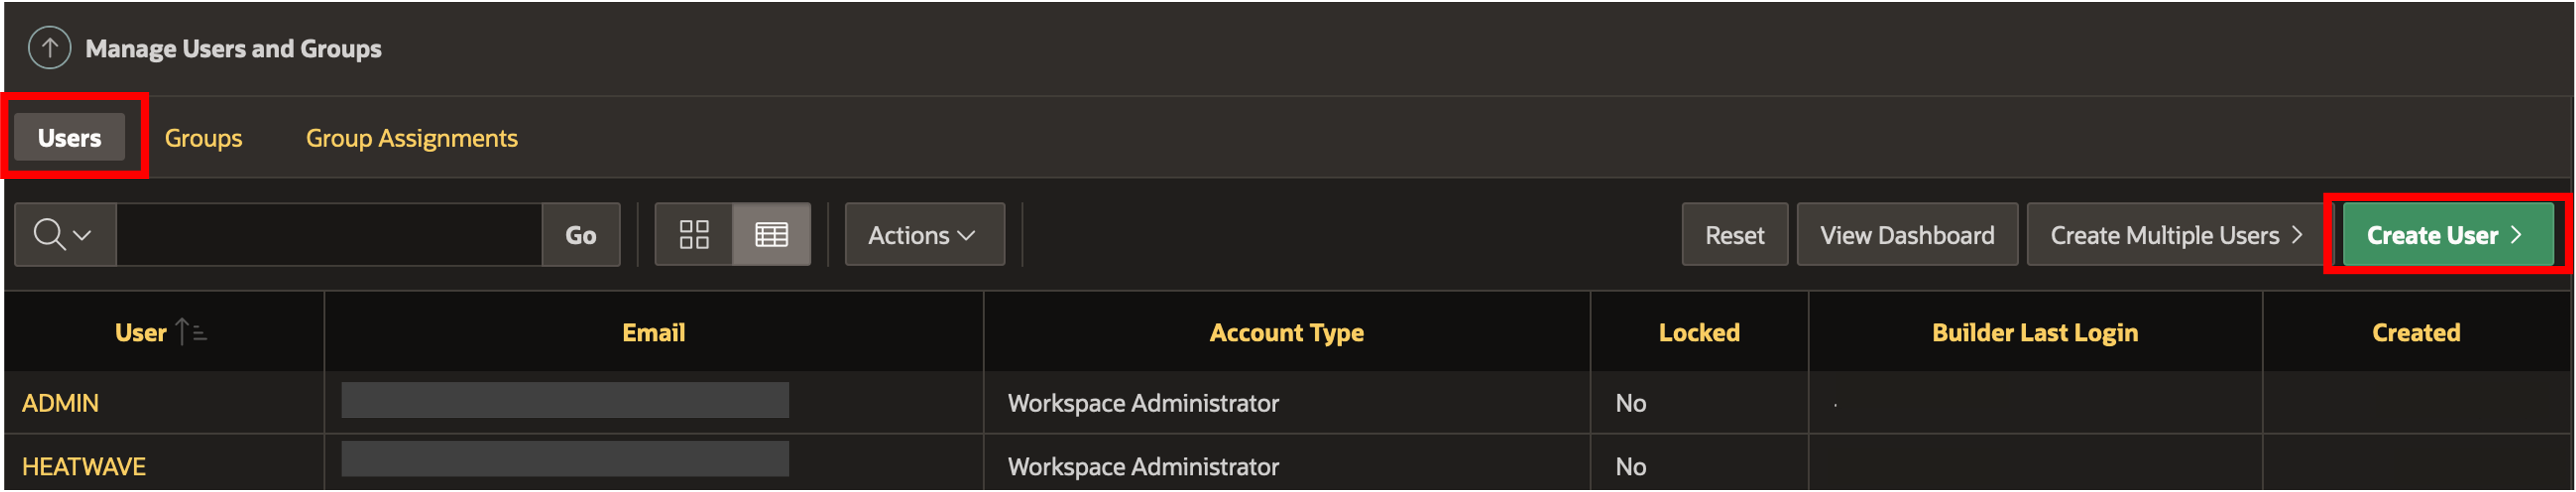 Manage Users and Groups
Users Groups Group Assignments
Go Actions Reset View Dashboard Create Multiple Users > Create User >
User Email Account Type Locked Builder Last Login Created
ADMIN Workspace Administrator No
HEATWAVE Workspace Administrator No